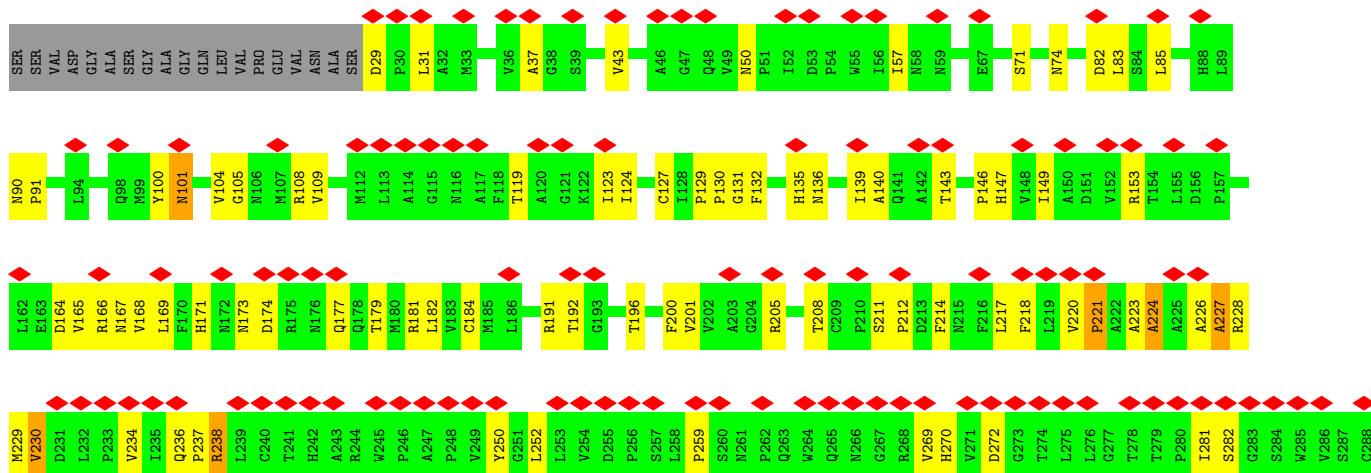 SER SER VAL ASP GLY ALA SER GLY ALA GLY GLN LEU VAL PRO GLU VAL ASN ALA SER D29 P30 L31 A32 M33 V36 A37 G38 S39 V43 A46 G47 Q48 V49 N50 P51 I52 D53 P54 W55 I56 I57 N58 N59 E67 S71 N74 D82 L83 S84 L85 H88 L89
N90 P91 L94 Q98 M99 Y100 N101 V104 G105 N106 M107 R108 V109 M112 L113 A114 G115 N116 A117 F118 T119 A120 G121 K122 I123 I124 C127 I128 P129 P130 G131 F132 H135 N136 I139 A140 Q141 A142 T143 P146 H147 V148 I149 A150 D151 V152 R153 T154 L155 D156 P157
L162 E163 D164 V165 R166 N167 V168 L169 F170 H171 N172 N173 D174 R175 N176 Q177 Q178 T179 M180 R181 L182 V183 C184 M185 L186 R191 T192 G193 T196 F200 V201 V202 A203 G204 R205 T208 C209 P210 S211 P212 D213 F214 N215 F216 L217 F218 L219 V220 P221 A222 A223 A224 A225 A226 A227 R228
M229 V230 D231 L232 P233 V234 I235 Q236 P237 R238 L239 C240 T241 H242 A243 R244 W245 P246 A247 P248 V249 Y250 G251 L252 L253 V254 D255 P256 S257 L258 P259 S260 N261 P262 Q263 W264 Q265 N266 G267 R268 V269 H270 V271 D272 G273 T274 L275 L276 G277 T278 T279 P280 I281 S282 G283 S284 W285 V286 S287 G288